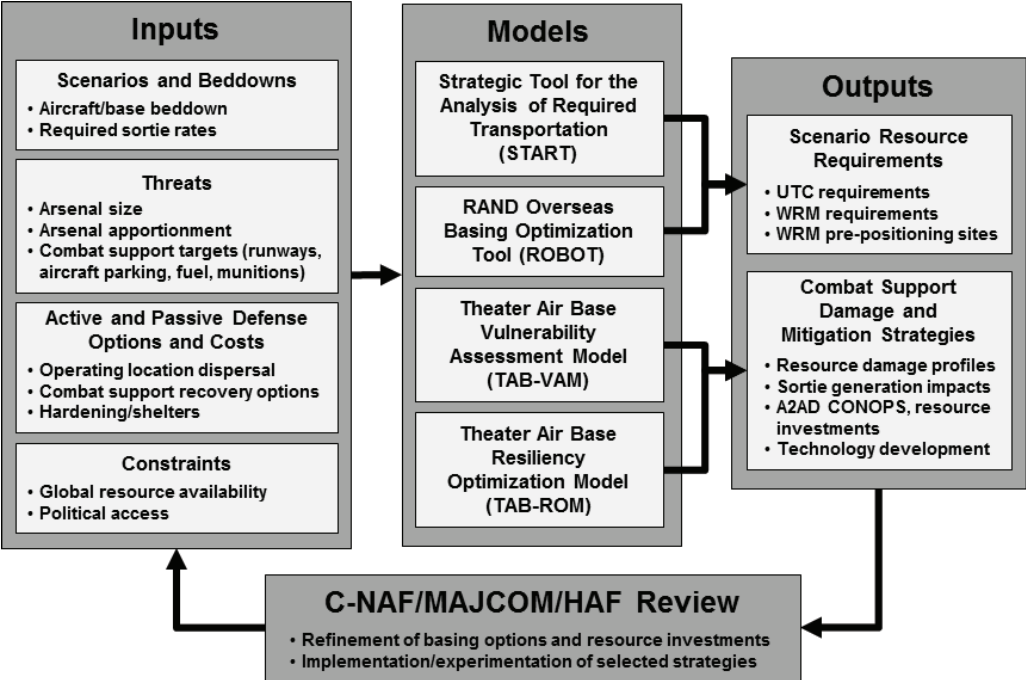 Inputs
Scenarios and Beddowns
• Aircraft/base beddown
• Required sortie rates
Threats
• Arsenal size
• Arsenal apportionment
• Combat support targets (runways,
aircraft parking, fuel, munitions)
Active and Passive Defense
Options and Costs
• Operating location dispersal
• Combat support recovery options
• Hardening/shelters
Constraints
• Global resource availability
• Political access
Models
Strategic Tool for the
Analysis of Required
Transportation
(START)
RAND Overseas
Basing Optimization
Tool (ROBOT)
Theater Air Base
Vulnerability
Assessment Model
(TAB-VAM)
Theater Air Base
Resiliency
Optimization Model
(TAB-ROM)
Outputs
Scenario Resource
Requirements
• UTC requirements
• WRM requirements
• WRM pre-positioning sites
Combat Support
Damage and
Mitigation Strategies
• Resource damage profiles
• Sortie generation impacts
• A2AD CONOPS, resource
investments
• Technology development
C-NAF/MAJCOM/HAF Review
• Refinement of basing options and resource investments
• Implementation/experimentation of selected strategies